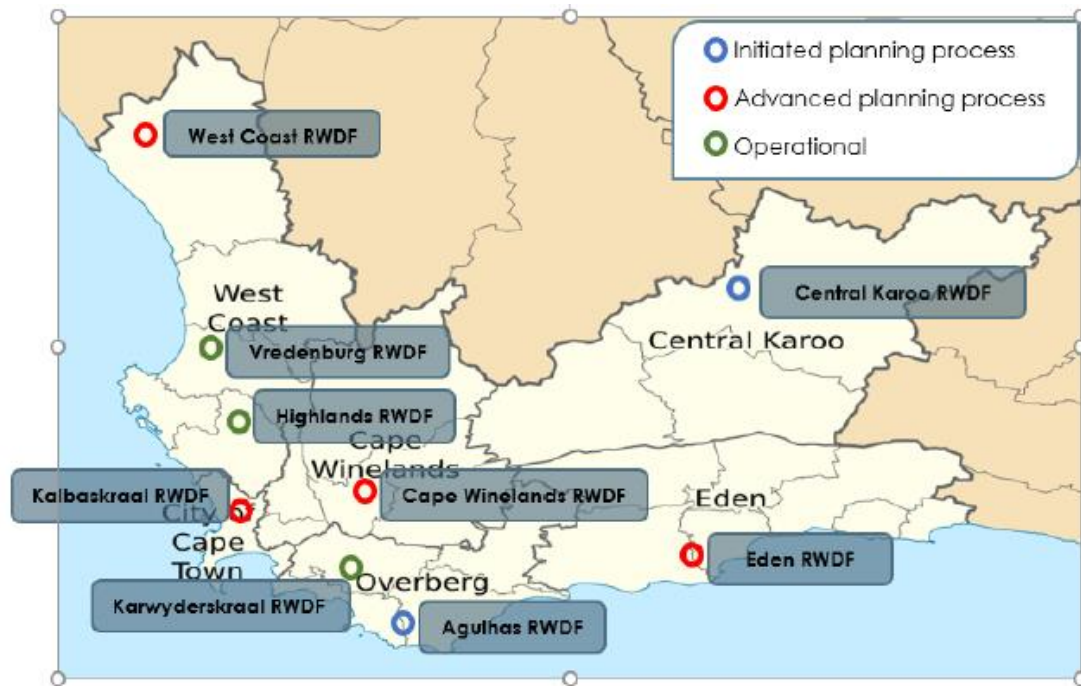 Initiated planning process
Advanced planning process
Operational
West Coast RWDF
Central Karoo RWDF
West
Coast
Central Karoo
Vredenburg RWDF
Highlands RWDF
Cape
Winelands
Kalbaskraal RWDF
Cape Winelands RWDF
City of
Cape
Town
Eden
Eden RWDF
Overberg
Karwyderskraal RWDF
Agulhas RWDF